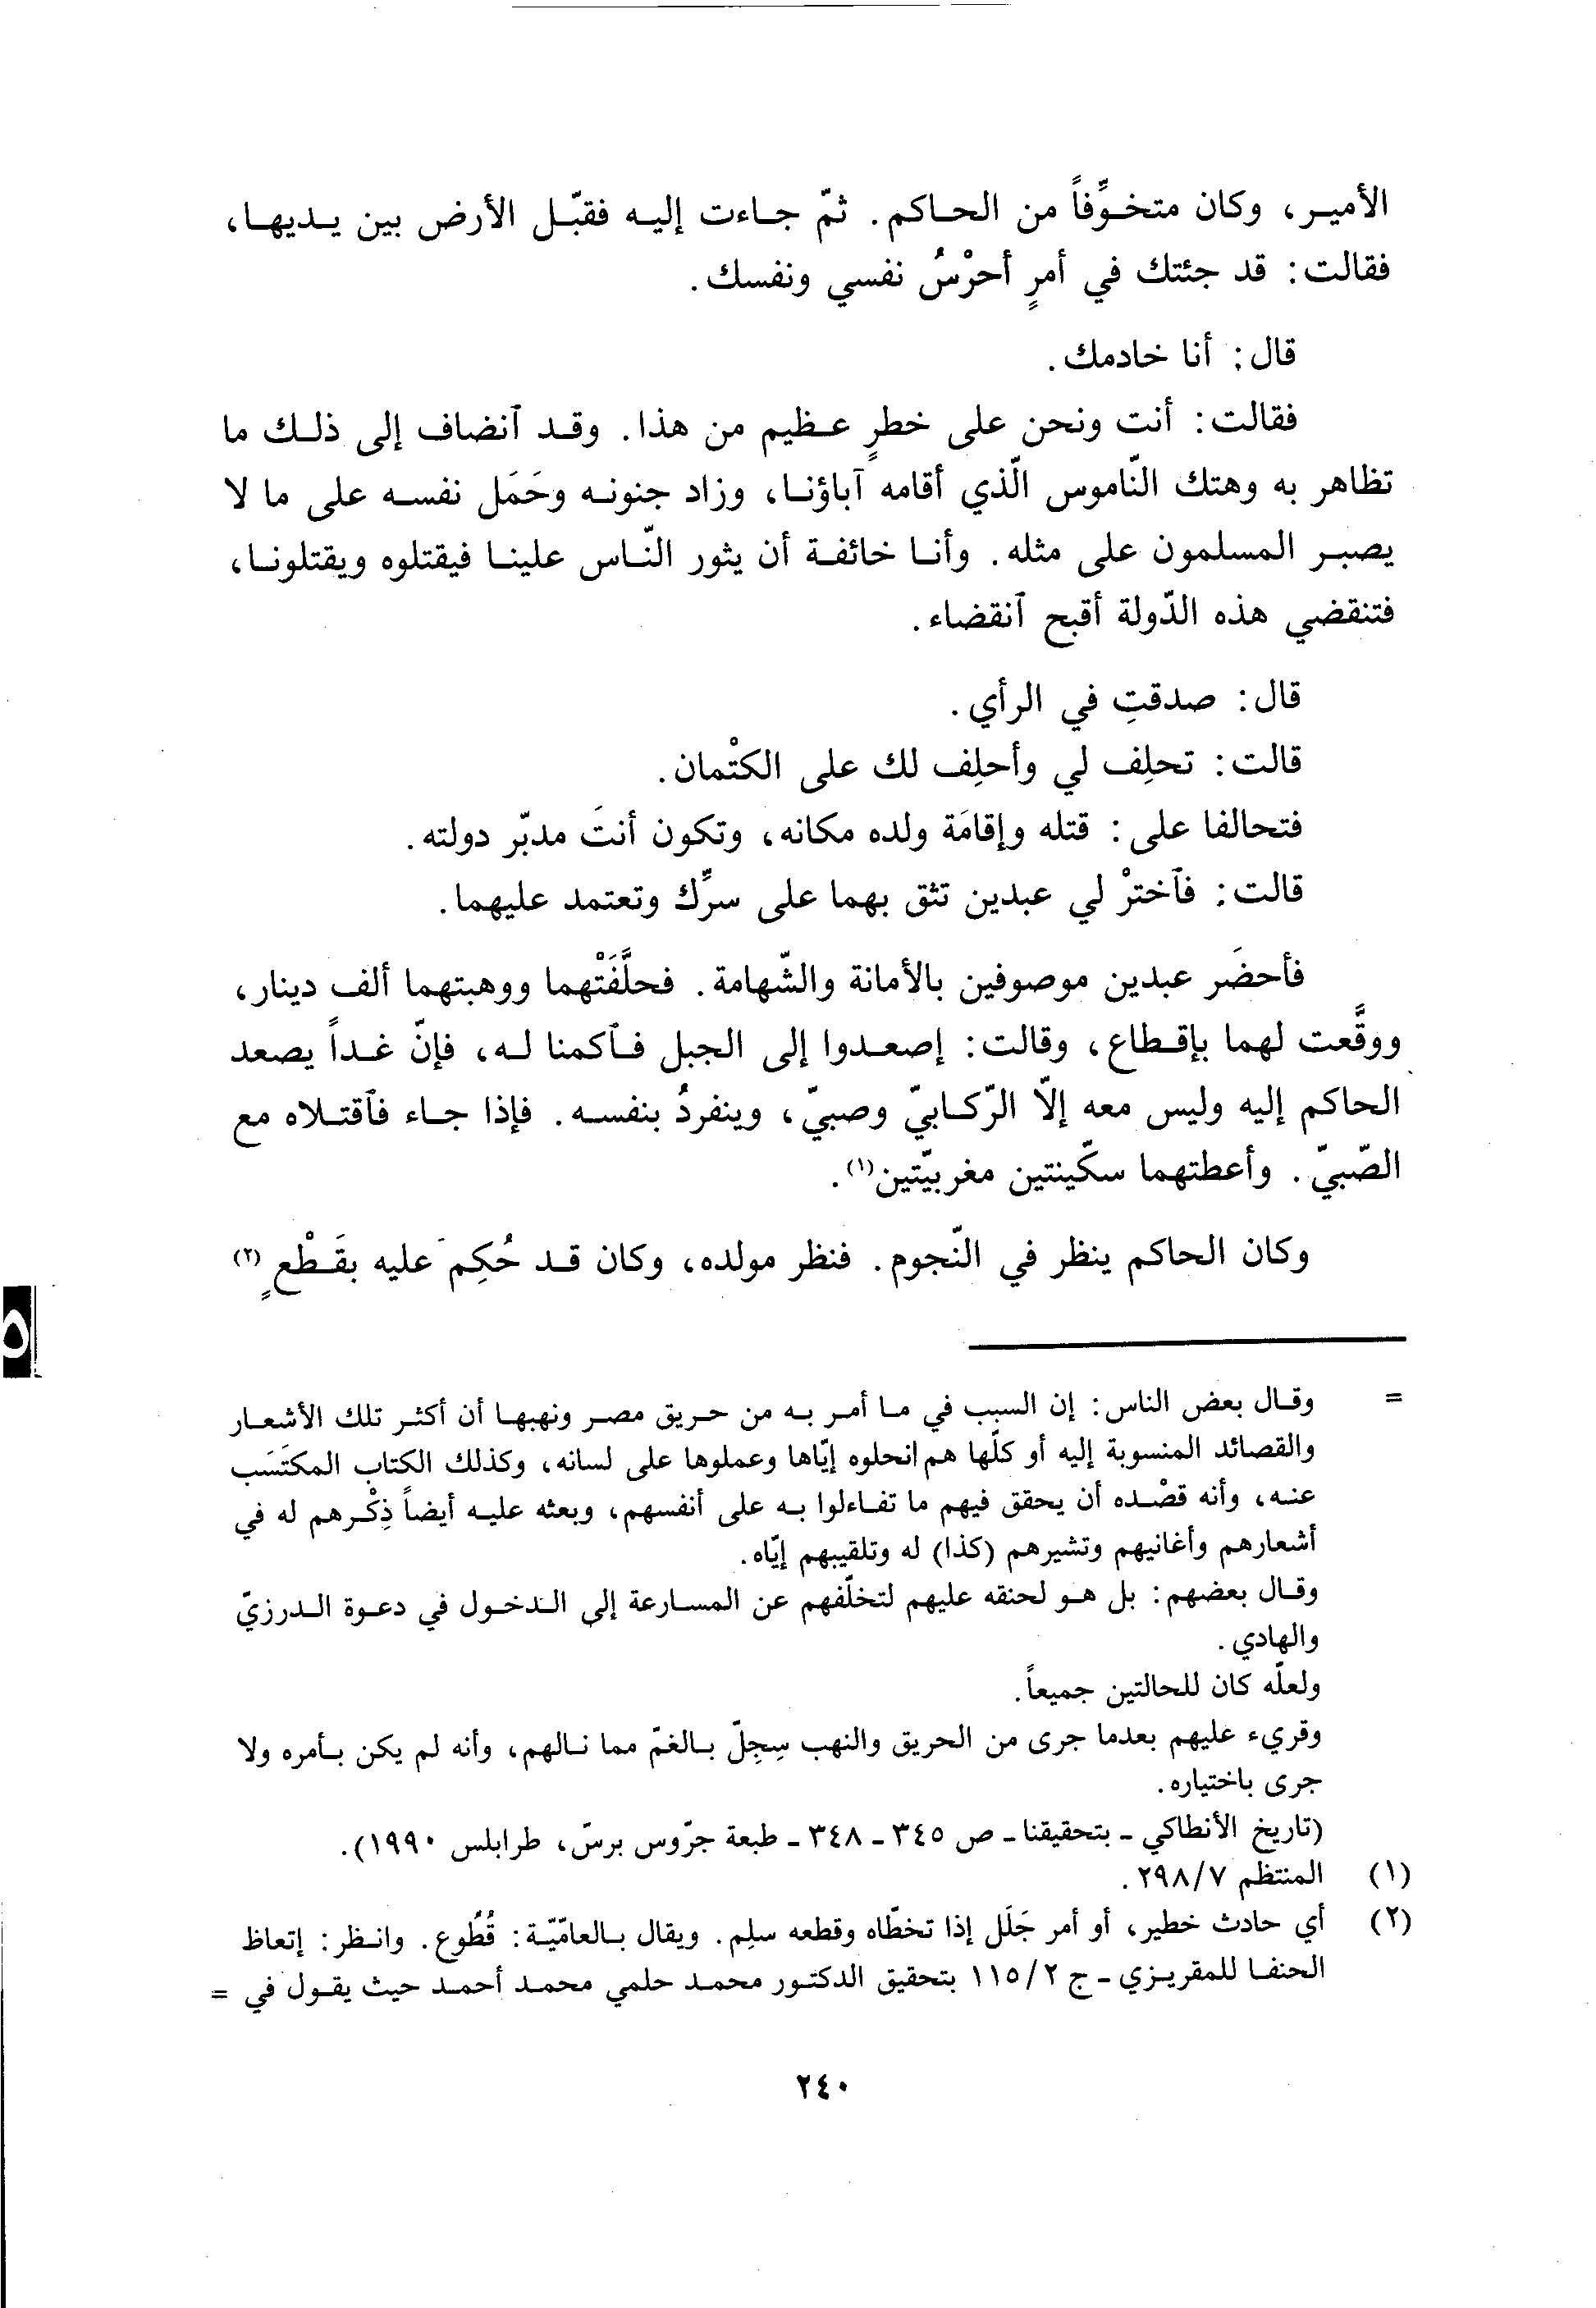 الأمير، وكان متخوِّفاً من الحاكم. ثمّ جاءت إليه فقبّل الأرض بين يديها،
فقالت: قد جئتك في أمرٍ أحرْسُ نفسي ونفسك.
قال: أنا خادمك.
فقالت: أنت ونحن على خطرٍ عظيم من هذا. وقد ٱنضاف إلى ذلك ما
تظاهر به وهتك النّاموس الّذي أقامه آباؤنا، وزاد جنونه وحَمَل نفسه على ما لا
يصبر المسلمون على مثله. وأنا خائفة أن يثور النّاس علينا فيقتلوه ويقتلونا،
فتنقضي هذه الدّولة أقبح ٱنقضاء.
قال: صدقتِ في الرأي.
قالت: تحلِف لي وأحلِف لك على الكتْمان.
فتحالفا على: قتله وإقامَة ولده مكانه، وتكون أنتَ مدبّر دولته.
قالت: فٱخترْ لي عبدين تثق بهما على سرِّك وتعتمد عليهما.
فأحضَر عبدين موصوفين بالأمانة والشّهامة. فحلَّفَتْهما ووهبتهما ألف دينار،
ووقَّعت لهما بإقطاع، وقالت: إصعدوا إلى الجبل فٱكمنا له، فإنّ غداً يصعد
الحاكم إليه وليس معه إلّا الرّكابيّ وصبيّ، وينفردُ بنفسه. فإذا جاء فٱقتلاه مع
الصّبيّ. وأعطتهما سكّينتين مغربيّتين(١).
وكان الحاكم ينظر في النّجوم. فنظر مولده، وكان قد حُكِم عليه بقَطْعٍ(٢)
= وقال بعض الناس: إن السبب في ما أمر به من حريق مصر ونهبها أن أكثر تلك الأشعار
والقصائد المنسوبة إليه أو كلّها هم انحلوه إيّاها وعملوها على لسانه، وكذلك الكتاب المكتَسَب
عنه، وأنه قصْده أن يحقق فيهم ما تفاءلوا به على أنفسهم، وبعثه عليه أيضاً ذِكْرهم له في
أشعارهم وأغانيهم وتشيرهم (كذا) له وتلقيبهم إيّاه.
وقال بعضهم: بل هو لحنقه عليهم لتخلّفهم عن المسارعة إلى الدخول في دعوة الدرزيّ
والهادي.
ولعلّه كان للحالتين جميعاً.
وقريء عليهم بعدما جرى من الحريق والنهب سِجِلّ بالغمّ مما نالهم، وأنه لم يكن بأمره ولا
جرى باختياره.
(تاريخ الأنطاكي - بتحقيقنا - ص ٣٤٥ - ٣٤٨ - طبعة جرّوس برسّ، طرابلس ١٩٩٠).
(١) المنتظم ٢٩٨/٧.
(٢) أي حادث خطير، أو أمر جَلَل إذا تخطّاه وقطعه سلِم. ويقال بالعامّيّة: قُطُوع. وانظر: إتعاظ
الحنفا للمقريزي - ج ١١٥/٢ بتحقيق الدكتور محمد حلمي محمد أحمد حيث يقول في =
٢٤٠